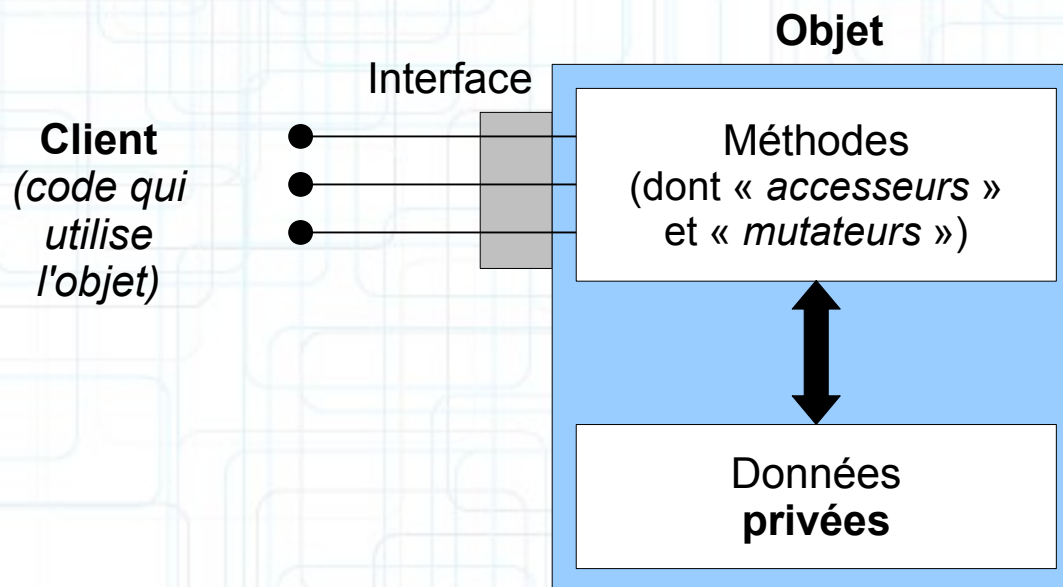 Objet
Interface
Client
(code qui
utilise
l'objet)
Méthodes
(dont « accesseurs »
et « mutateurs »)
Données
privées